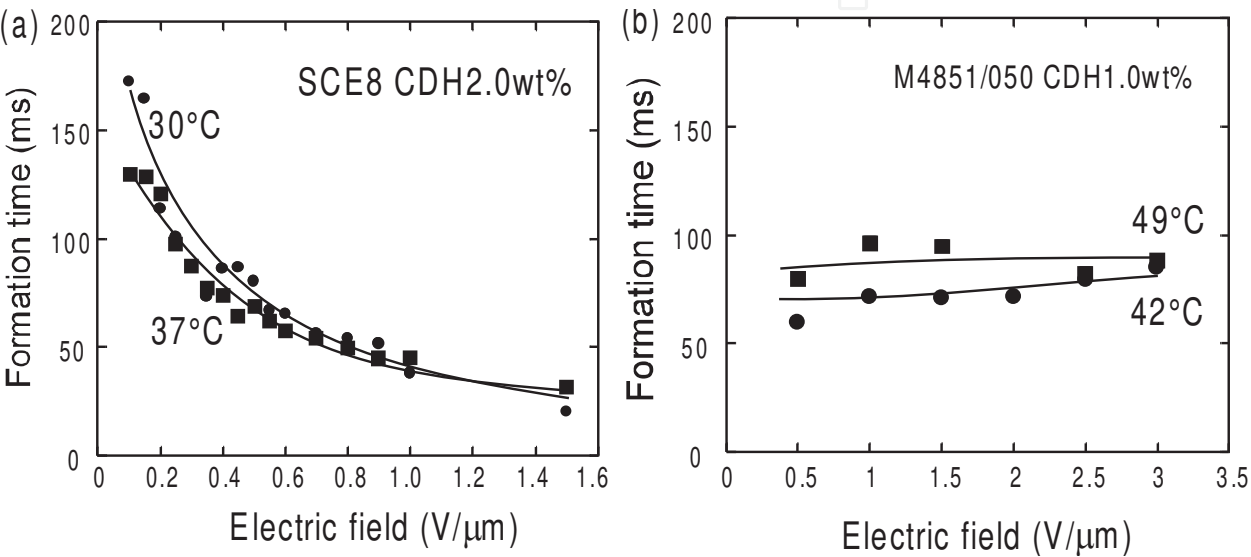 (a)
200
150
100
50
0
0 0.2 0.4 0.6 0.8 1.0 1.2 1.4 1.6
Formation time (ms)
Electric field (V/μm)
SCE8 CDH2.0wt%
30°C
37°C
(b)
200
150
100
50
0
0 0.5 1 1.5 2 2.5 3 3.5
Formation time (ms)
Electric field (V/μm)
M4851/050 CDH1.0wt%
49°C
42°C